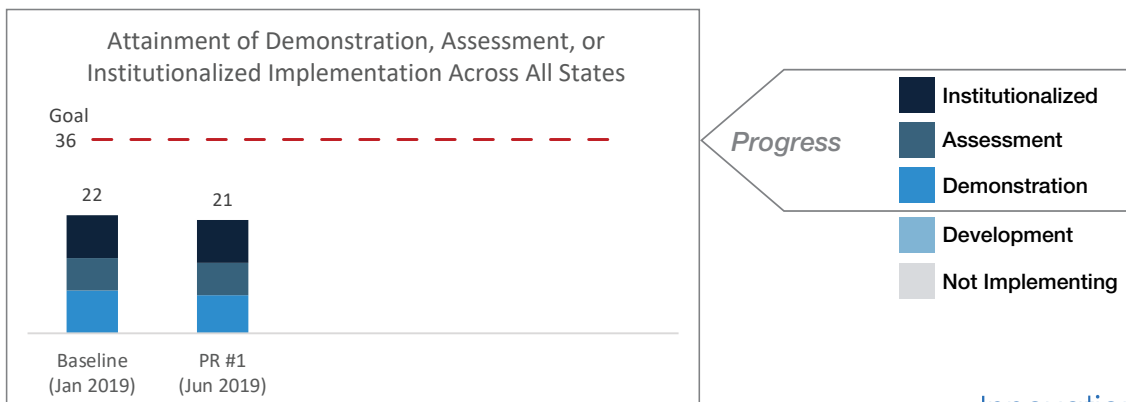 Attainment of Demonstration, Assessment, or
Institutionalized Implementation Across All States
Goal
36
22
21
Baseline
(Jan 2019)
PR #1
(Jun 2019)
Progress
Institutionalized
Assessment
Demonstration
Development
Not Implementing